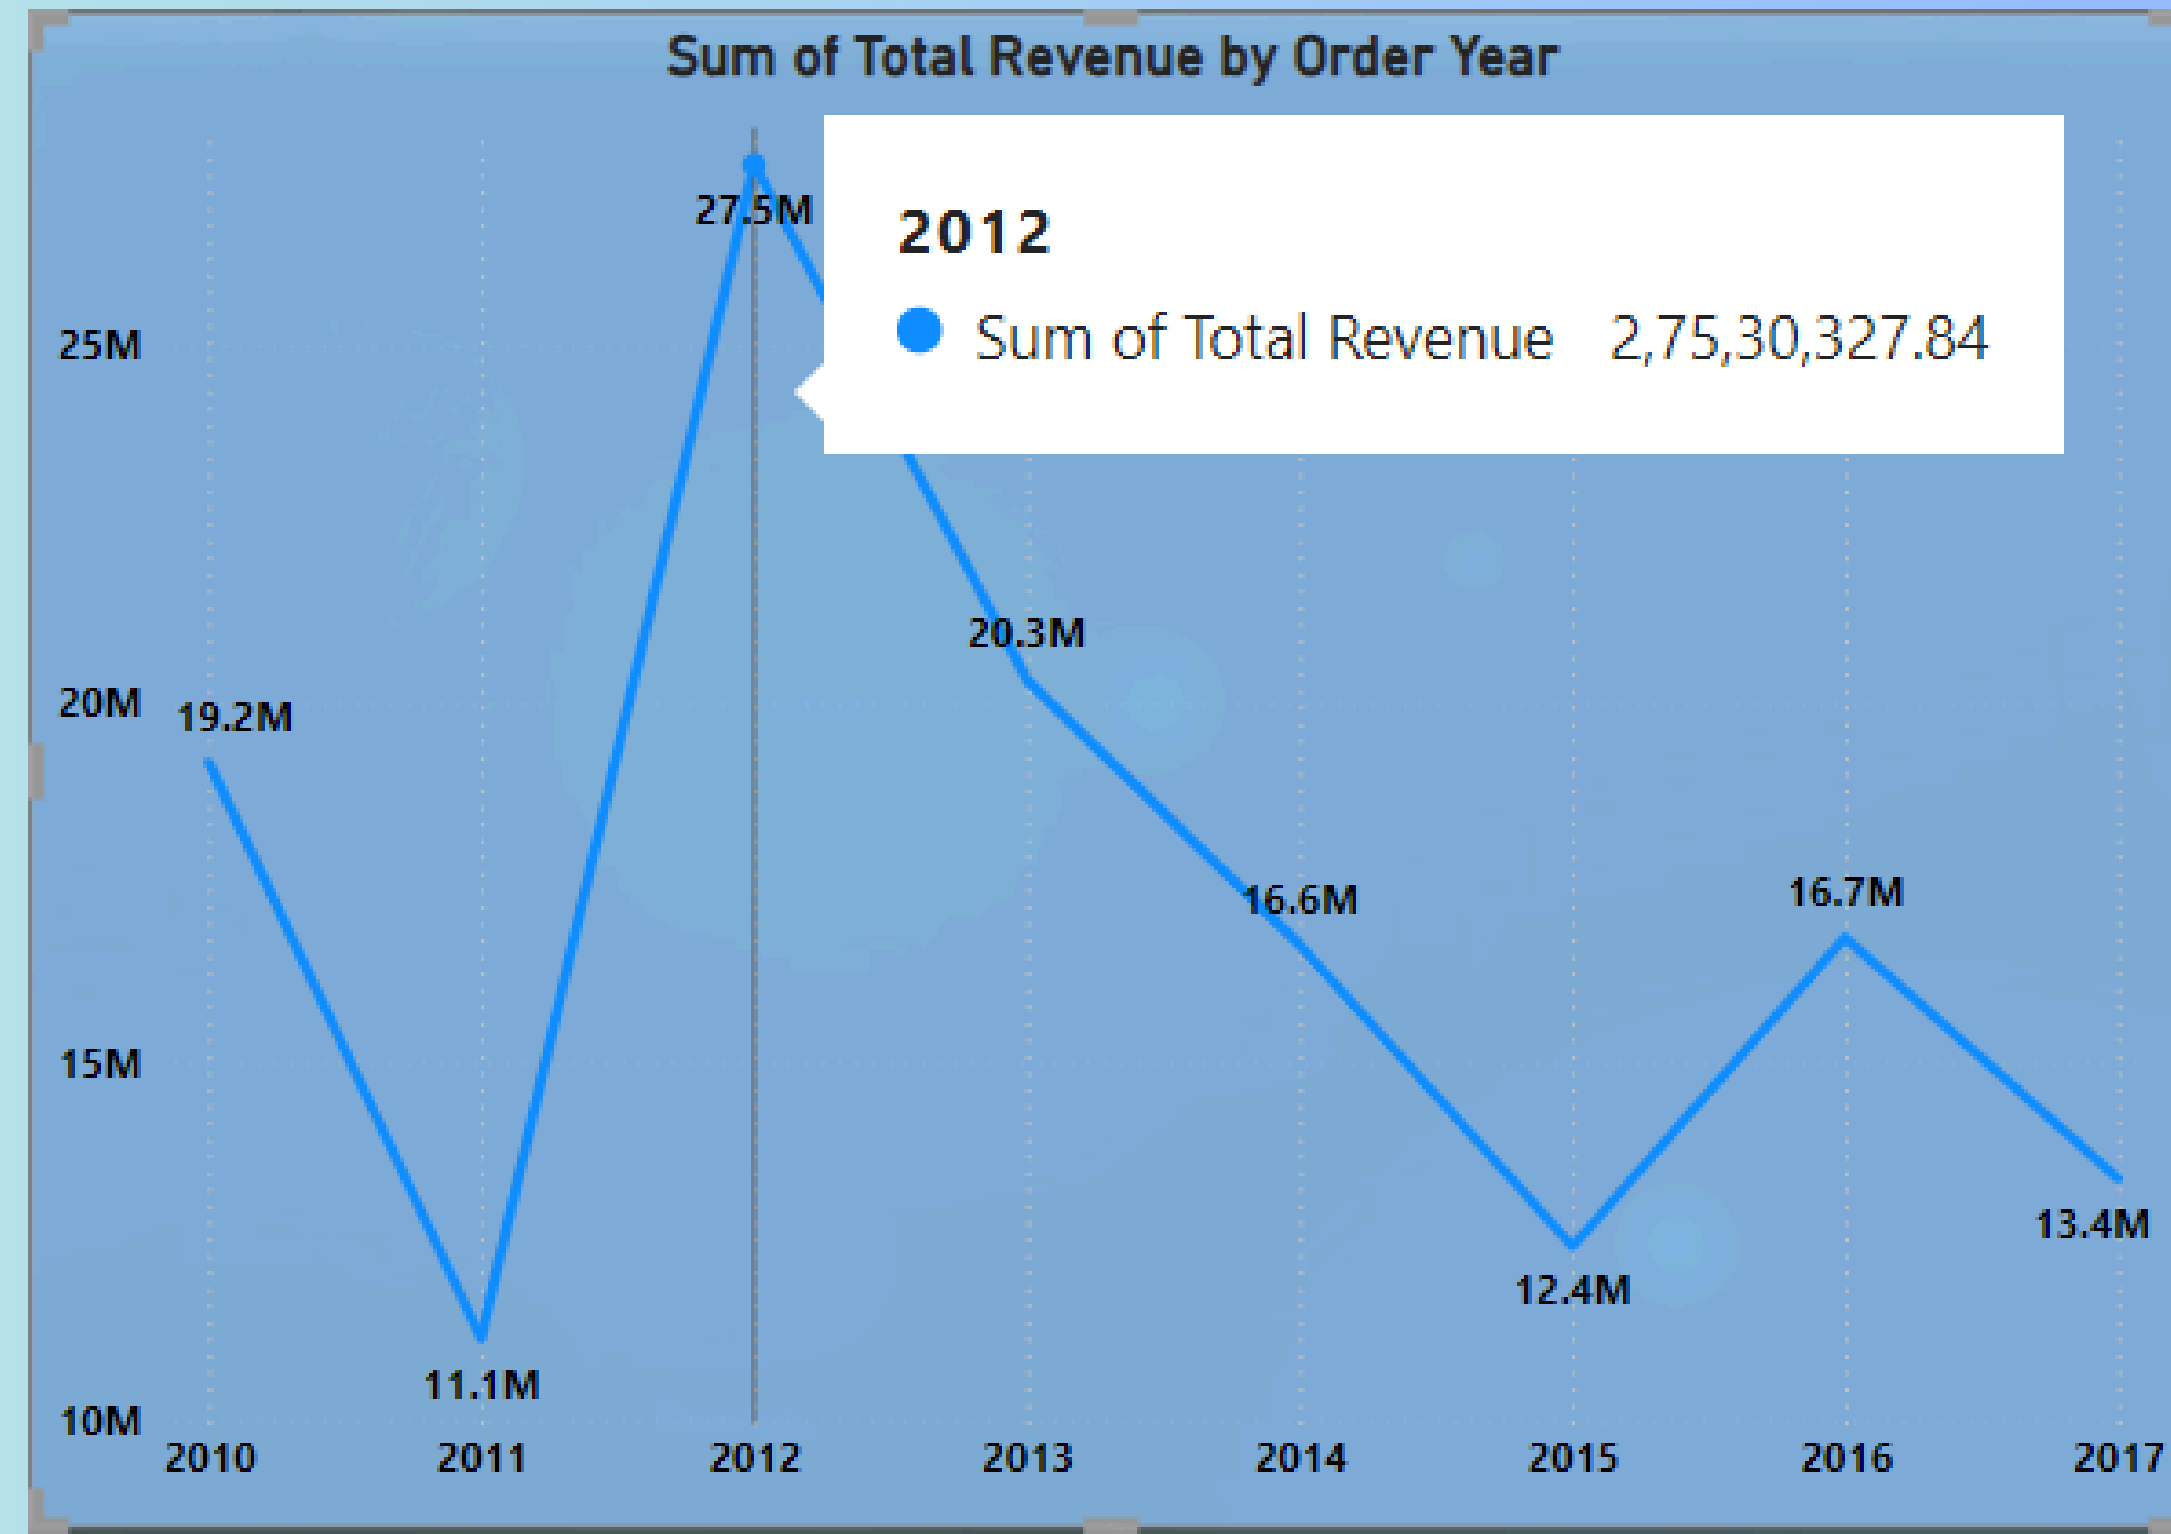 Sum of Total Revenue by Order Year
2012
Sum of Total Revenue 2,75,30,327.84
27.5M
25M
20.3M
20M
19.2M
16.6M
16.7M
15M
13.4M
12.4M
11.1M
10M
2010 2011 2012 2013 2014 2015 2016 2017